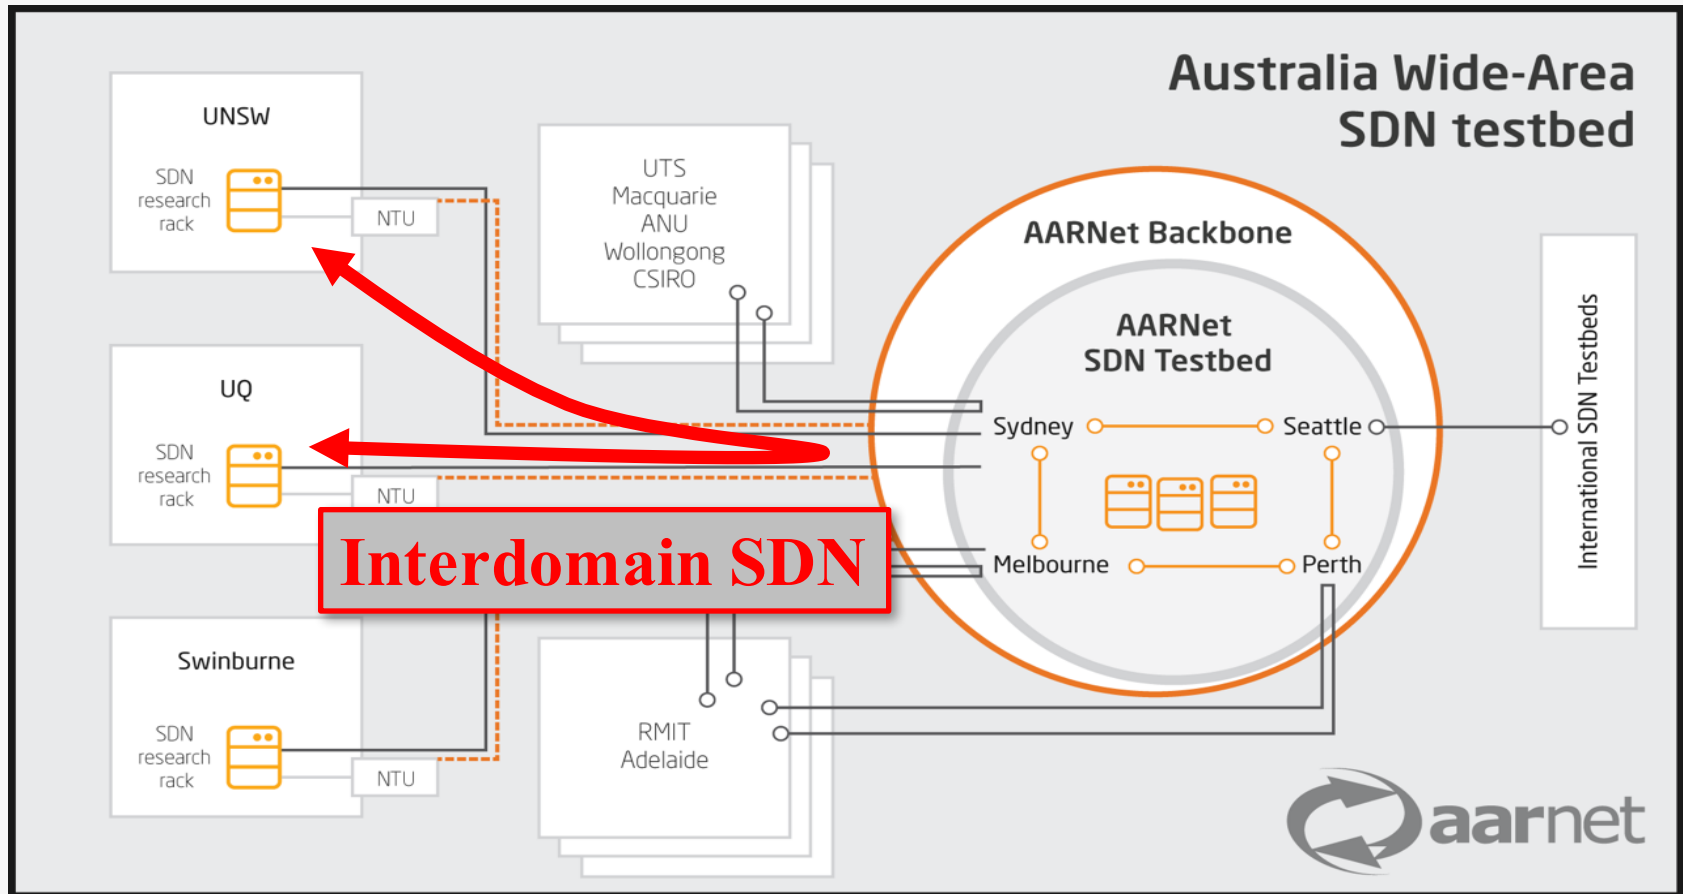 Australia Wide-Area
SDN testbed
UNSW
SDN
research
rack
NTU
UTS
Macquarie
ANU
Wollongong
CSIRO
AARNet Backbone
AARNet
SDN Testbed
Sydney
Seattle
Melbourne
Perth
International SDN Testbeds
UQ
SDN
research
rack
NTU
Interdomain SDN
Swinburne
SDN
research
rack
NTU
RMIT
Adelaide
aarnet